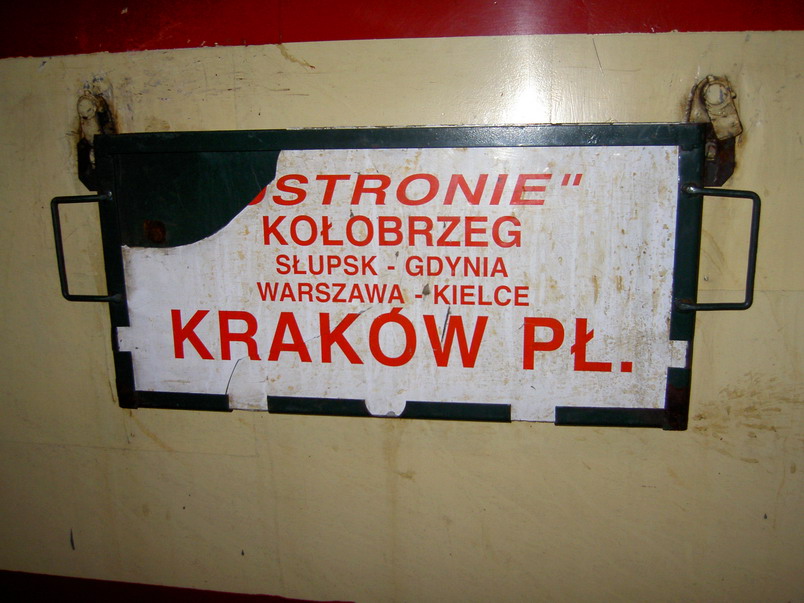 USTRONIE"
KOŁOBRZEG
SŁUPSK - GDYNIA
WARSZAWA - KIELCE
KRAKÓW PŁ.